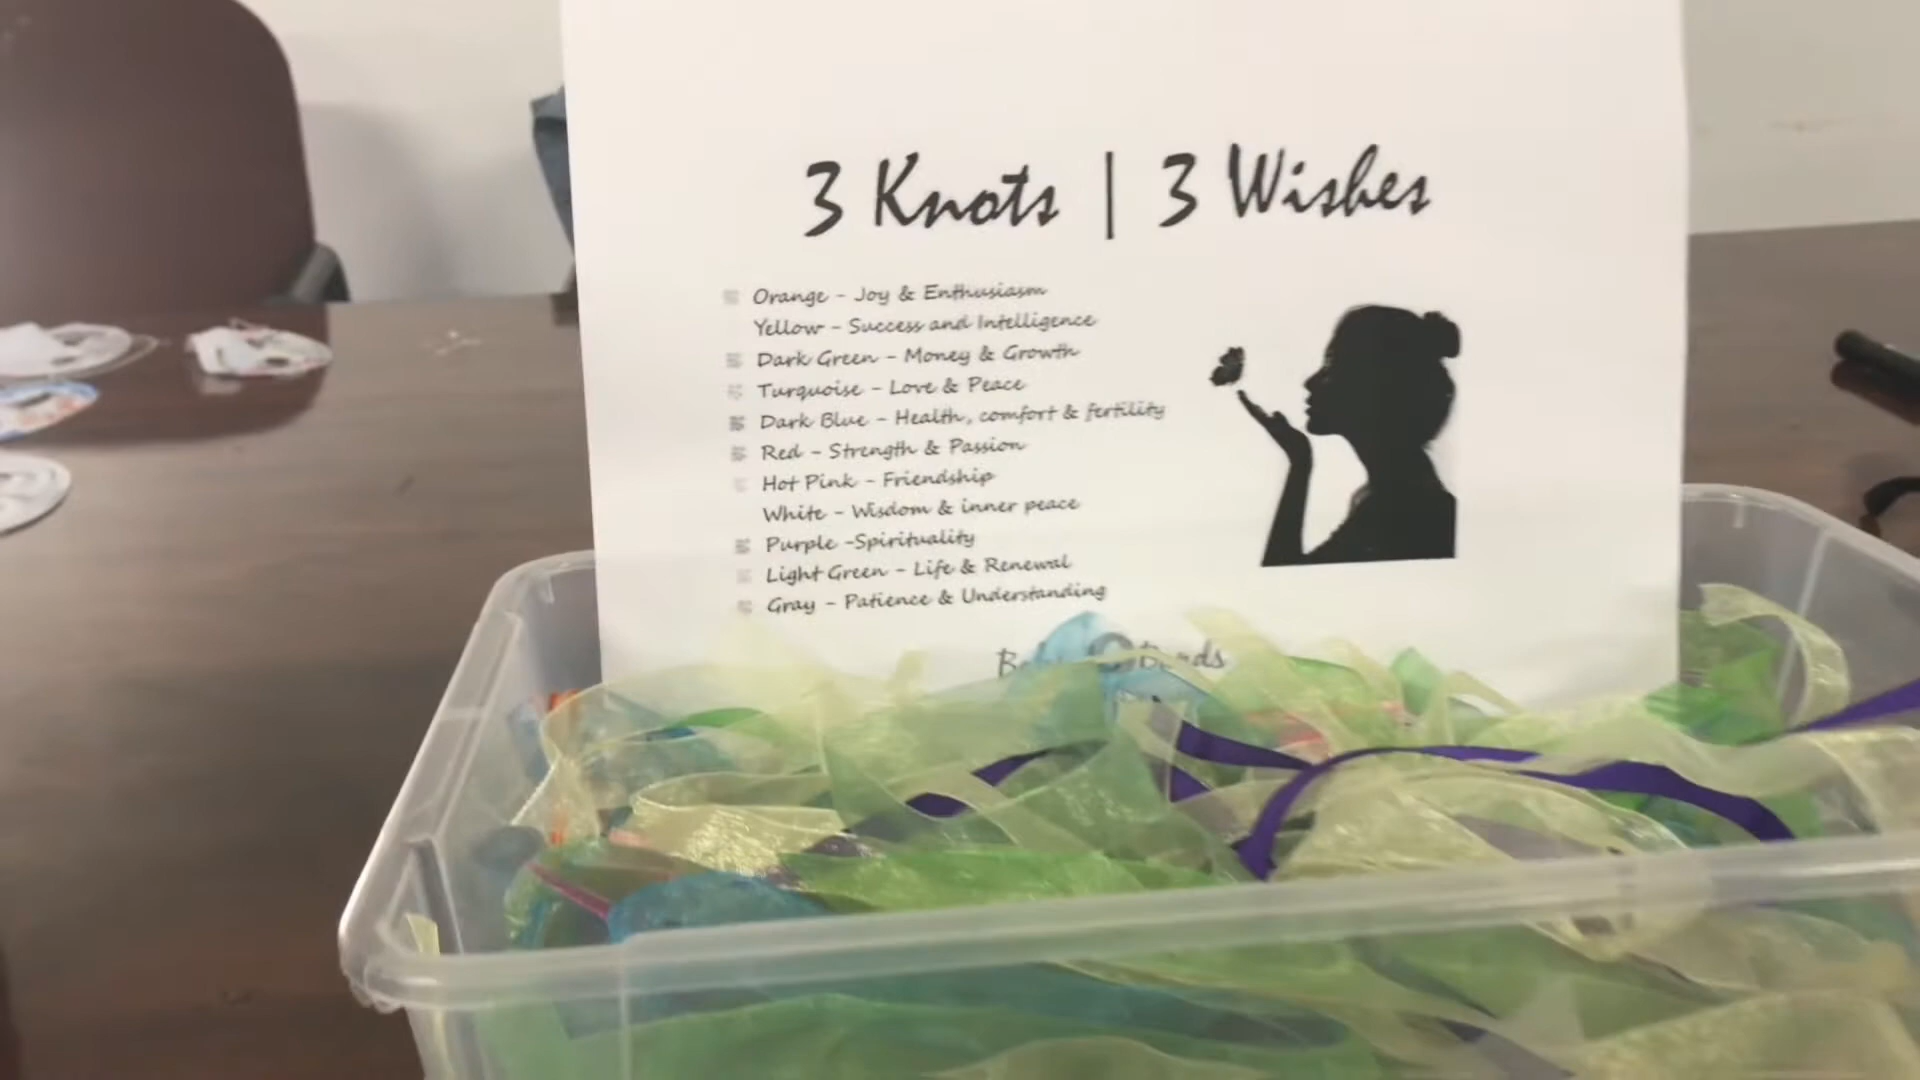 3 Knots | 3 Wishes
Orange - Joy & Enthusiasm
Yellow - Success and Intelligence
Dark Green - Money & Growth
Turquoise - Love & Peace
Dark Blue - Health, comfort & fertility
Red - Strength & Passion
Hot Pink - Friendship
White - Wisdom & inner peace
Purple -Spirituality
Light Green - Life & Renewal
Gray - Patience & Understanding